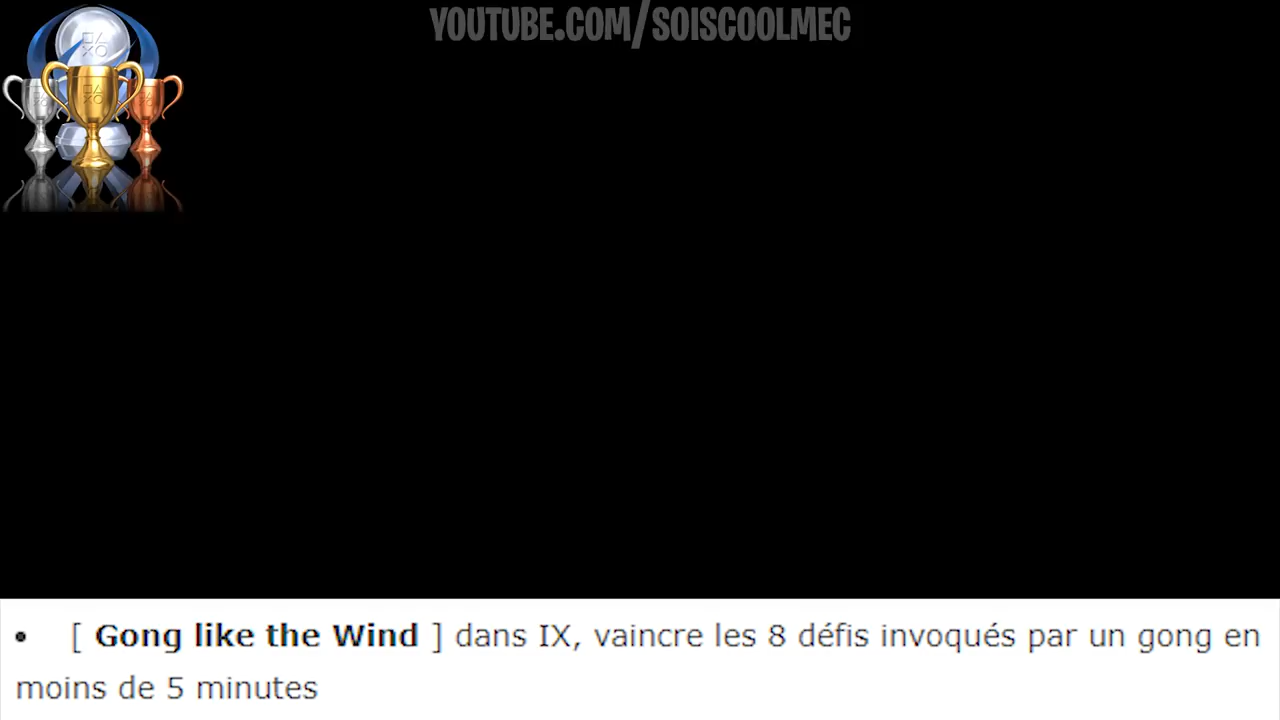 YOUTUBE.COM/SOISCOOLMEC
• [ Gong like the Wind ] dans IX, vaincre les 8 défis invoqués par un gong en
moins de 5 minutes